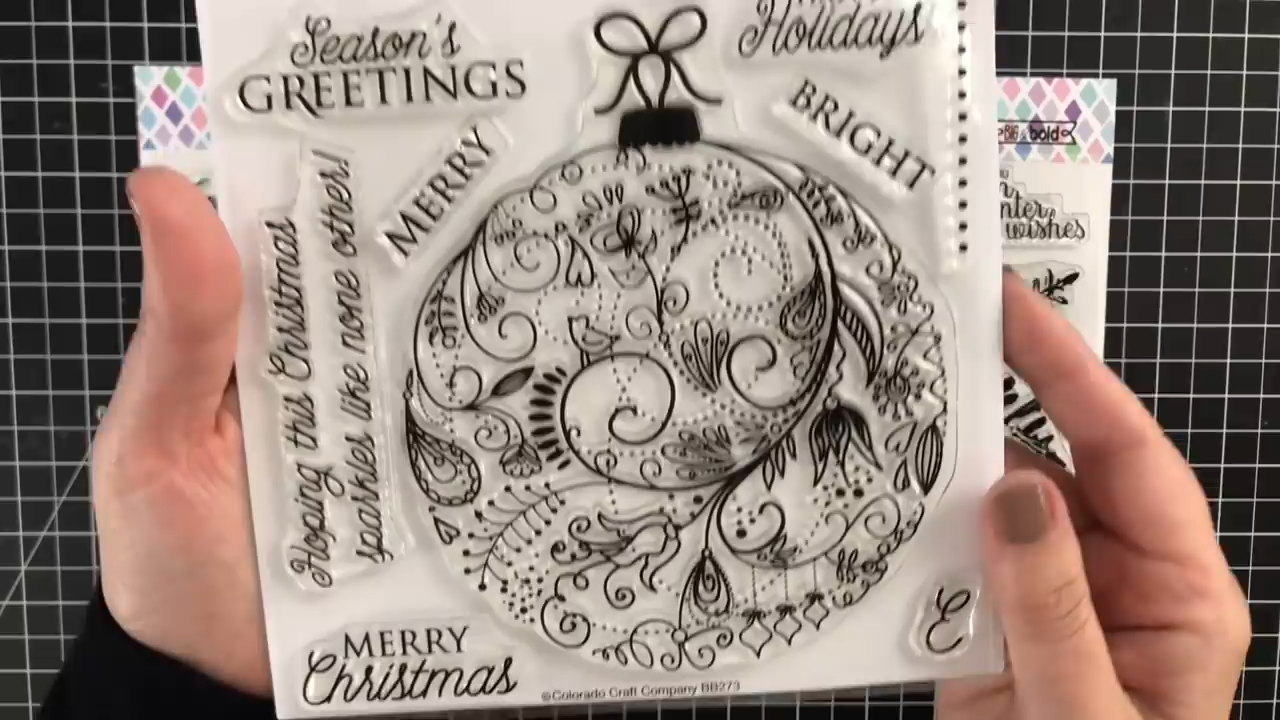 Season's
GREETINGS
Holidays
BRIGHT
MERRY
Hoping this Christmas
sparkles like none other!
&
MERRY
Christmas
©Colorado Craft Company BB273
BIG & bold
wishes